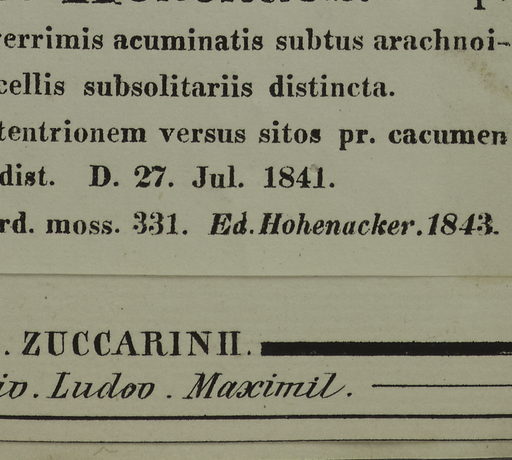 errimis acuminatis subtus arachnoi-
cellis subsolitariis distincta.
tentrionem versus sitos pr. cacumen
dist. D. 27. Jul. 1841.
rd. moss. 331. Ed. Hohenacker. 1843.
. ZUCCARINII.
iv. Ludov. Maximil.